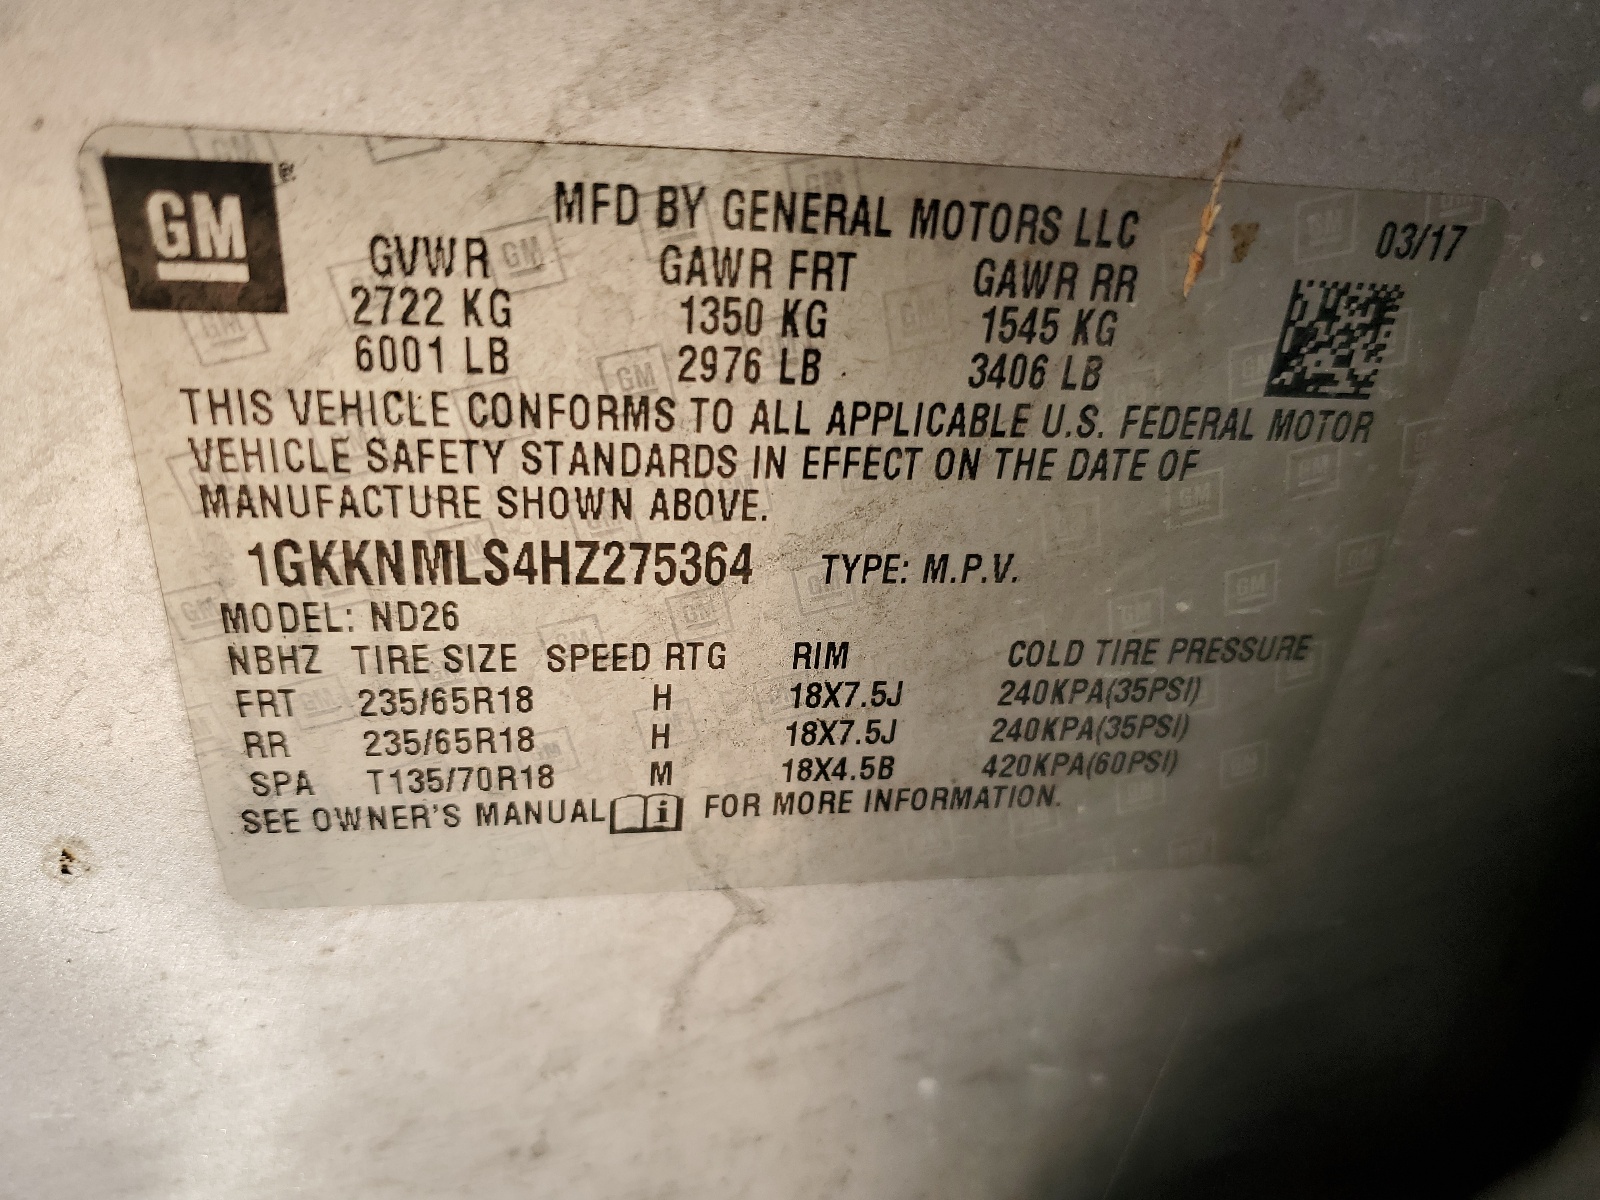 GM
MFD BY GENERAL MOTORS LLC 03/17
GVWR GAWR FRT GAWR RR
2722 KG 1350 KG 1545 KG
6001 LB 2976 LB 3406 LB
THIS VEHICLE CONFORMS TO ALL APPLICABLE U.S. FEDERAL MOTOR
VEHICLE SAFETY STANDARDS IN EFFECT ON THE DATE OF
MANUFACTURE SHOWN ABOVE.
1GKKNMLS4HZ275364 TYPE: M.P.V.
MODEL: ND26
NBHZ TIRE SIZE SPEED RTG RIM COLD TIRE PRESSURE
FRT 235/65R18 H 18X7.5J 240KPA(35PSI)
RR 235/65R18 H 18X7.5J 240KPA(35PSI)
SPA T135/70R18 M 18X4.5B 420KPA(60PSI)
SEE OWNER'S MANUAL i FOR MORE INFORMATION.